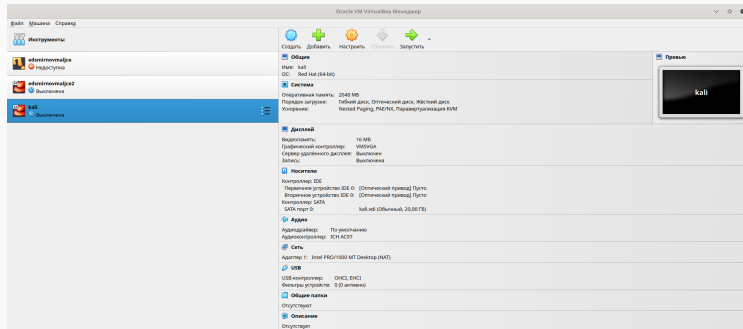 Oracle VM VirtualBox Менеджер
Файл Машина Справка
Инструменты
Создать Добавить Настроить Сбросить Запустить
edsmirnovmaljce
Недоступна
edsmirnovmaljce2
Выключена
kali
Выключена
Общие
Имя: kali
ОС: Red Hat (64-bit)
Система
Оперативная память: 2048 МБ
Порядок загрузки: Гибкий диск, Оптический диск, Жёсткий диск
Ускорение: Nested Paging, PAE/NX, Паравиртуализация KVM
Превью
kali
Дисплей
Видеопамять: 16 МБ
Графический контроллер: VMSVGA
Сервер удалённого дисплея: Выключен
Запись: Выключена
Носители
Контроллер: IDE
Первичное устройство IDE 0: [Оптический привод] Пусто
Вторичное устройство IDE 0: [Оптический привод] Пусто
Контроллер: SATA
SATA порт 0: kali.vdi (Обычный, 20,00 ГБ)
Аудио
Аудиодрайвер: По умолчанию
Аудиоконтроллер: ICH AC97
Сеть
Адаптер 1: Intel PRO/1000 MT Desktop (NAT)
USB
USB-контроллер: OHCI, EHCI
Фильтры устройств: 0 (0 активно)
Общие папки
Отсутствуют
Описание
Отсутствует